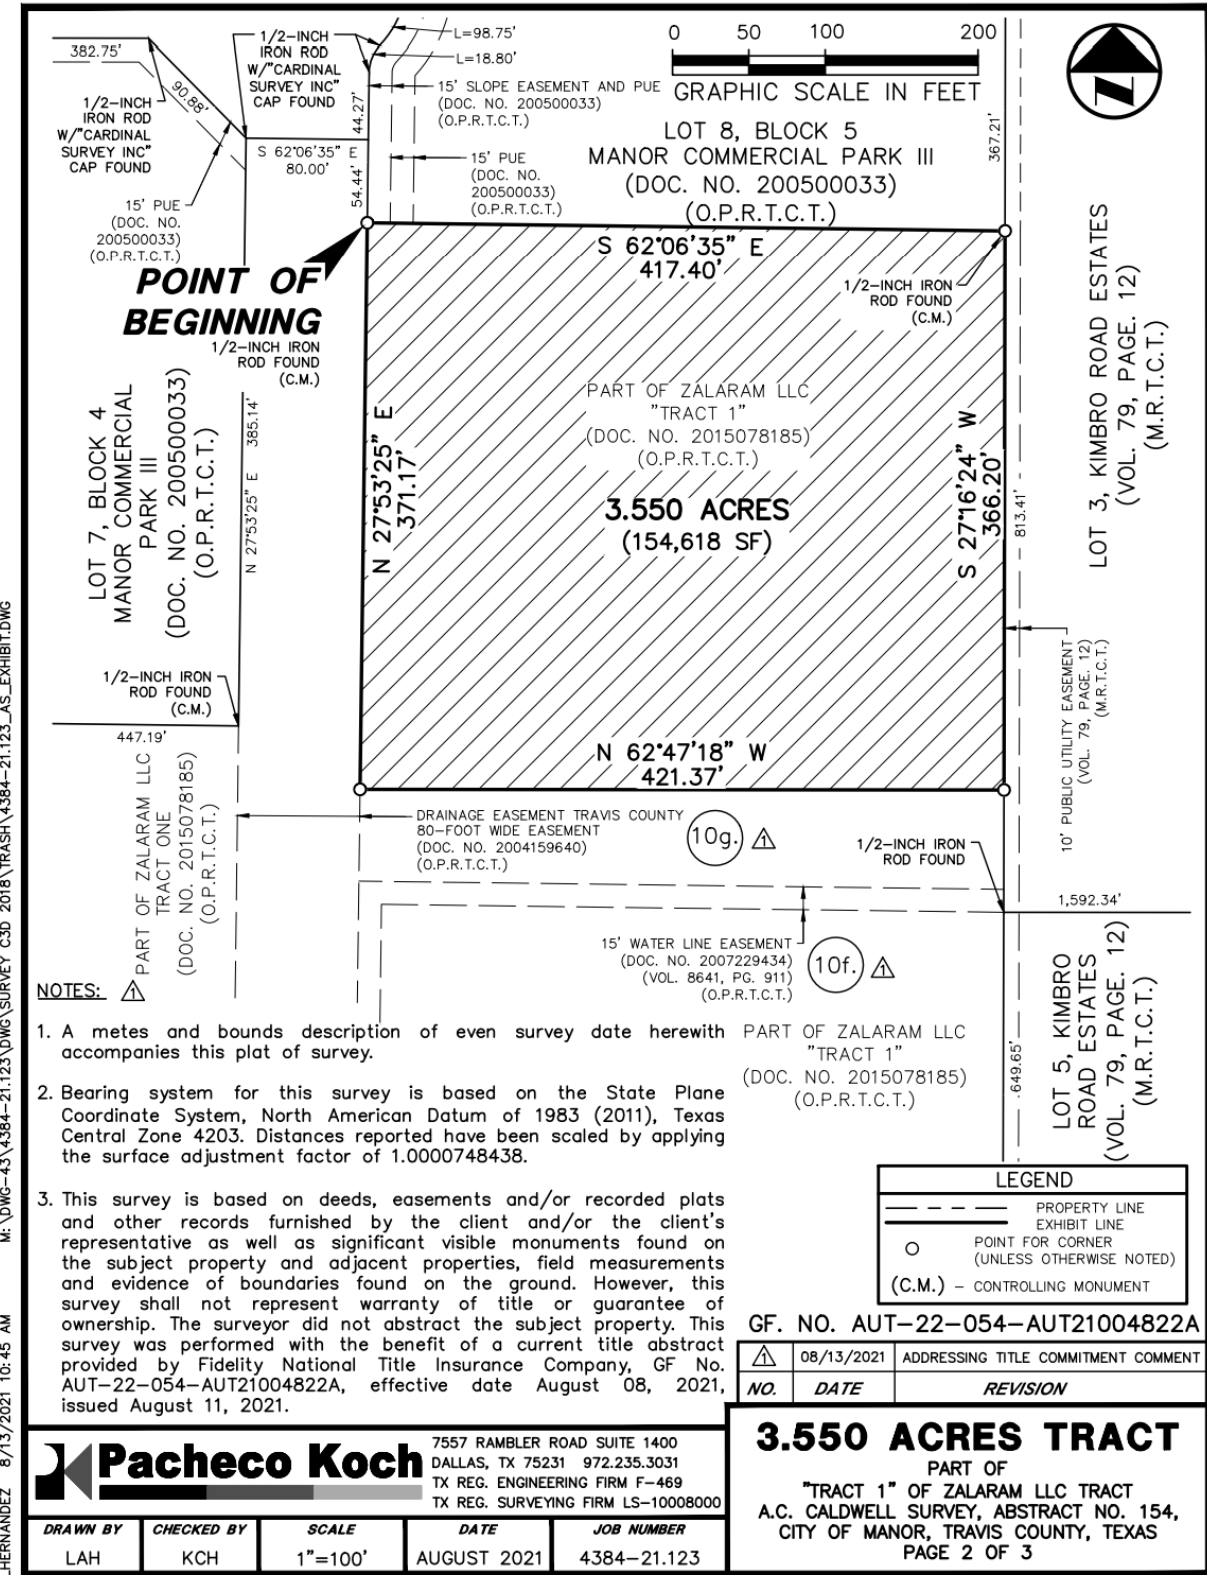 382.75'
90.88'
1/2-INCH
IRON ROD
W/"CARDINAL
SURVEY INC"
CAP FOUND
1/2-INCH
IRON ROD
W/"CARDINAL
SURVEY INC"
CAP FOUND
L=98.75'
L=18.80'
15' SLOPE EASEMENT AND PUE
(DOC. NO. 200500033)
(O.P.R.T.C.T.)
44.27'
54.44'
S 62°06'35" E
80.00'
15' PUE
(DOC. NO.
200500033)
(O.P.R.T.C.T.)
15' PUE
(DOC. NO.
200500033)
(O.P.R.T.C.T.)
0 50 100 200
GRAPHIC SCALE IN FEET
N
LOT 8, BLOCK 5
MANOR COMMERCIAL PARK III
(DOC. NO. 200500033)
(O.P.R.T.C.T.)
367.21'
POINT OF
BEGINNING
1/2-INCH IRON
ROD FOUND
(C.M.)
S 62°06'35" E
417.40'
1/2-INCH IRON
ROD FOUND
(C.M.)
LOT 3, KIMBRO ROAD ESTATES
(VOL. 79, PAGE. 12)
(M.R.T.C.T.)
LOT 7, BLOCK 4
MANOR COMMERCIAL
PARK III
(DOC. NO. 200500033)
(O.P.R.T.C.T.)
N 27°53'25" E 385.14'
N 27°53'25" E
371.17'
PART OF ZALARAM LLC
"TRACT 1"
(DOC. NO. 2015078185)
(O.P.R.T.C.T.)
3.550 ACRES
(154,618 SF)
S 27°16'24" W
366.20'
813.41'
10' PUBLIC UTILITY EASEMENT
(VOL. 79, PAGE. 12)
(M.R.T.C.T.)
1/2-INCH IRON
ROD FOUND
(C.M.)
447.19'
PART OF ZALARAM LLC
TRACT ONE
(DOC. NO. 2015078185)
(O.P.R.T.C.T.)
N 62°47'18" W
421.37'
DRAINAGE EASEMENT TRAVIS COUNTY
80-FOOT WIDE EASEMENT
(DOC. NO. 2004159640)
(O.P.R.T.C.T.)
10g. 1
1/2-INCH IRON
ROD FOUND
1,592.34'
15' WATER LINE EASEMENT
(DOC. NO. 2007229434)
(VOL. 8641, PG. 911)
(O.P.R.T.C.T.)
10f. 1
PART OF ZALARAM LLC
"TRACT 1"
(DOC. NO. 2015078185)
(O.P.R.T.C.T.)
649.65'
LOT 5, KIMBRO
ROAD ESTATES
(VOL. 79, PAGE. 12)
(M.R.T.C.T.)
NOTES: 1
1. A metes and bounds description of even survey date herewith
accompanies this plat of survey.
2. Bearing system for this survey is based on the State Plane
Coordinate System, North American Datum of 1983 (2011), Texas
Central Zone 4203. Distances reported have been scaled by applying
the surface adjustment factor of 1.0000748438.
3. This survey is based on deeds, easements and/or recorded plats
and other records furnished by the client and/or the client's
representative as well as significant visible monuments found on
the subject property and adjacent properties, field measurements
and evidence of boundaries found on the ground. However, this
survey shall not represent warranty of title or guarantee of
ownership. The surveyor did not abstract the subject property. This
survey was performed with the benefit of a current title abstract
provided by Fidelity National Title Insurance Company, GF No.
AUT-22-054-AUT21004822A, effective date August 08, 2021,
issued August 11, 2021.
LEGEND
PROPERTY LINE
EXHIBIT LINE
POINT FOR CORNER
(UNLESS OTHERWISE NOTED)
(C.M.) - CONTROLLING MONUMENT
GF. NO. AUT-22-054-AUT21004822A
1 08/13/2021 ADDRESSING TITLE COMMITMENT COMMENT
NO. DATE REVISION
Pacheco Koch
7557 RAMBLER ROAD SUITE 1400
DALLAS, TX 75231 972.235.3031
TX REG. ENGINEERING FIRM F-469
TX REG. SURVEYING FIRM LS-10008000
DRAWN BY CHECKED BY SCALE DATE JOB NUMBER
LAH KCH 1"=100' AUGUST 2021 4384-21.123
3.550 ACRES TRACT
PART OF
"TRACT 1" OF ZALARAM LLC TRACT
A.C. CALDWELL SURVEY, ABSTRACT NO. 154,
CITY OF MANOR, TRAVIS COUNTY, TEXAS
PAGE 2 OF 3
LHERNANDEZ 8/13/2021 10:45 AM M:\DWG-43\4384-21.123\DWG\SURVEY C3D 2018\TRASH\4384-21.123_AS_EXHIBIT.DWG